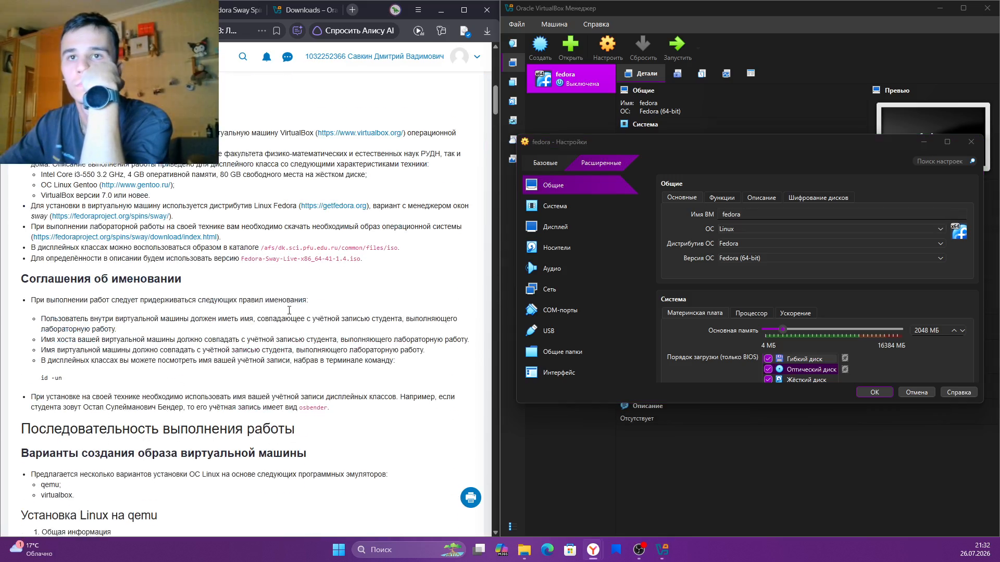 dora Sway Spi
Downloads – Ora
В: Л...
Спросить Алису AI
1032252366 Савкин Дмитрий Вадимович
туальную машину VirtualBox (https://www.virtualbox.org/) операционной
е факультета физико-математических и естественных наук РУДН, так и
дома. Описание выполнения работы приведено для дисплейного класса со следующими характеристиками техники:
Intel Core i3-550 3.2 GHz, 4 GB оперативной памяти, 80 GB свободного места на жёстком диске;
ОС Linux Gentoo (http://www.gentoo.ru/);
VirtualBox версии 7.0 или новее.
Для установки в виртуальную машину используется дистрибутив Linux Fedora (https://getfedora.org), вариант с менеджером окон
sway (https://fedoraproject.org/spins/sway/).
При выполнении лабораторной работы на своей технике вам необходимо скачать необходимый образ операционной системы
(https://fedoraproject.org/spins/sway/download/index.html).
В дисплейных классах можно воспользоваться образом в каталоге /afs/dk.sci.pfu.edu.ru/common/files/iso.
Для определённости в описании будем использовать версию Fedora-Sway-Live-x86_64-41-1.4.iso.
Соглашения об именовании
При выполнении работ следует придерживаться следующих правил именования:
Пользователь внутри виртуальной машины должен иметь имя, совпадающее с учётной записью студента, выполняющего
лабораторную работу.
Имя хоста вашей виртуальной машины должно совпадать с учётной записью студента, выполняющего лабораторную работу.
Имя виртуальной машины должно совпадать с учётной записью студента, выполняющего лабораторную работу.
В дисплейных классах вы можете посмотреть имя вашей учётной записи, набрав в терминале команду:
id -un
При установке на своей технике необходимо использовать имя вашей учётной записи дисплейных классов. Например, если
студента зовут Остап Сулейманович Бендер, то его учётная запись имеет вид osbender.
Последовательность выполнения работы
Варианты создания образа виртуальной машины
Предлагается несколько вариантов установки ОС Linux на основе следующих программных эмуляторов:
qemu;
virtualbox.
Установка Linux на qemu
1. Общая информация
Oracle VirtualBox Менеджер
Файл
Машина
Справка
Создать
Открыть
Настроить
Сбросить
Запустить
x64
fedora
Выключена
Детали
Общие
Имя: fedora
ОС: Fedora (64-bit)
Система
Превью
fedora - Настройки
Базовые
Расширенные
Поиск настроек
Общие
Система
Дисплей
Носители
Аудио
Сеть
COM-порты
USB
Общие папки
Интерфейс
Общие
Основные
Функции
Описание
Шифрование дисков
Имя ВМ fedora
ОС Linux
x64
Дистрибутив ОС Fedora
Версия ОС Fedora (64-bit)
Система
Материнская плата
Процессор
Ускорение
Основная память
2048 МБ
4 МБ
16384 МБ
Порядок загрузки (только BIOS)
Гибкий диск
Оптический диск
Жёсткий диск
OK
Отмена
Справка
Описание
Отсутствует
1
17°C
Облачно
Поиск
M365
21:32
26.07.2026